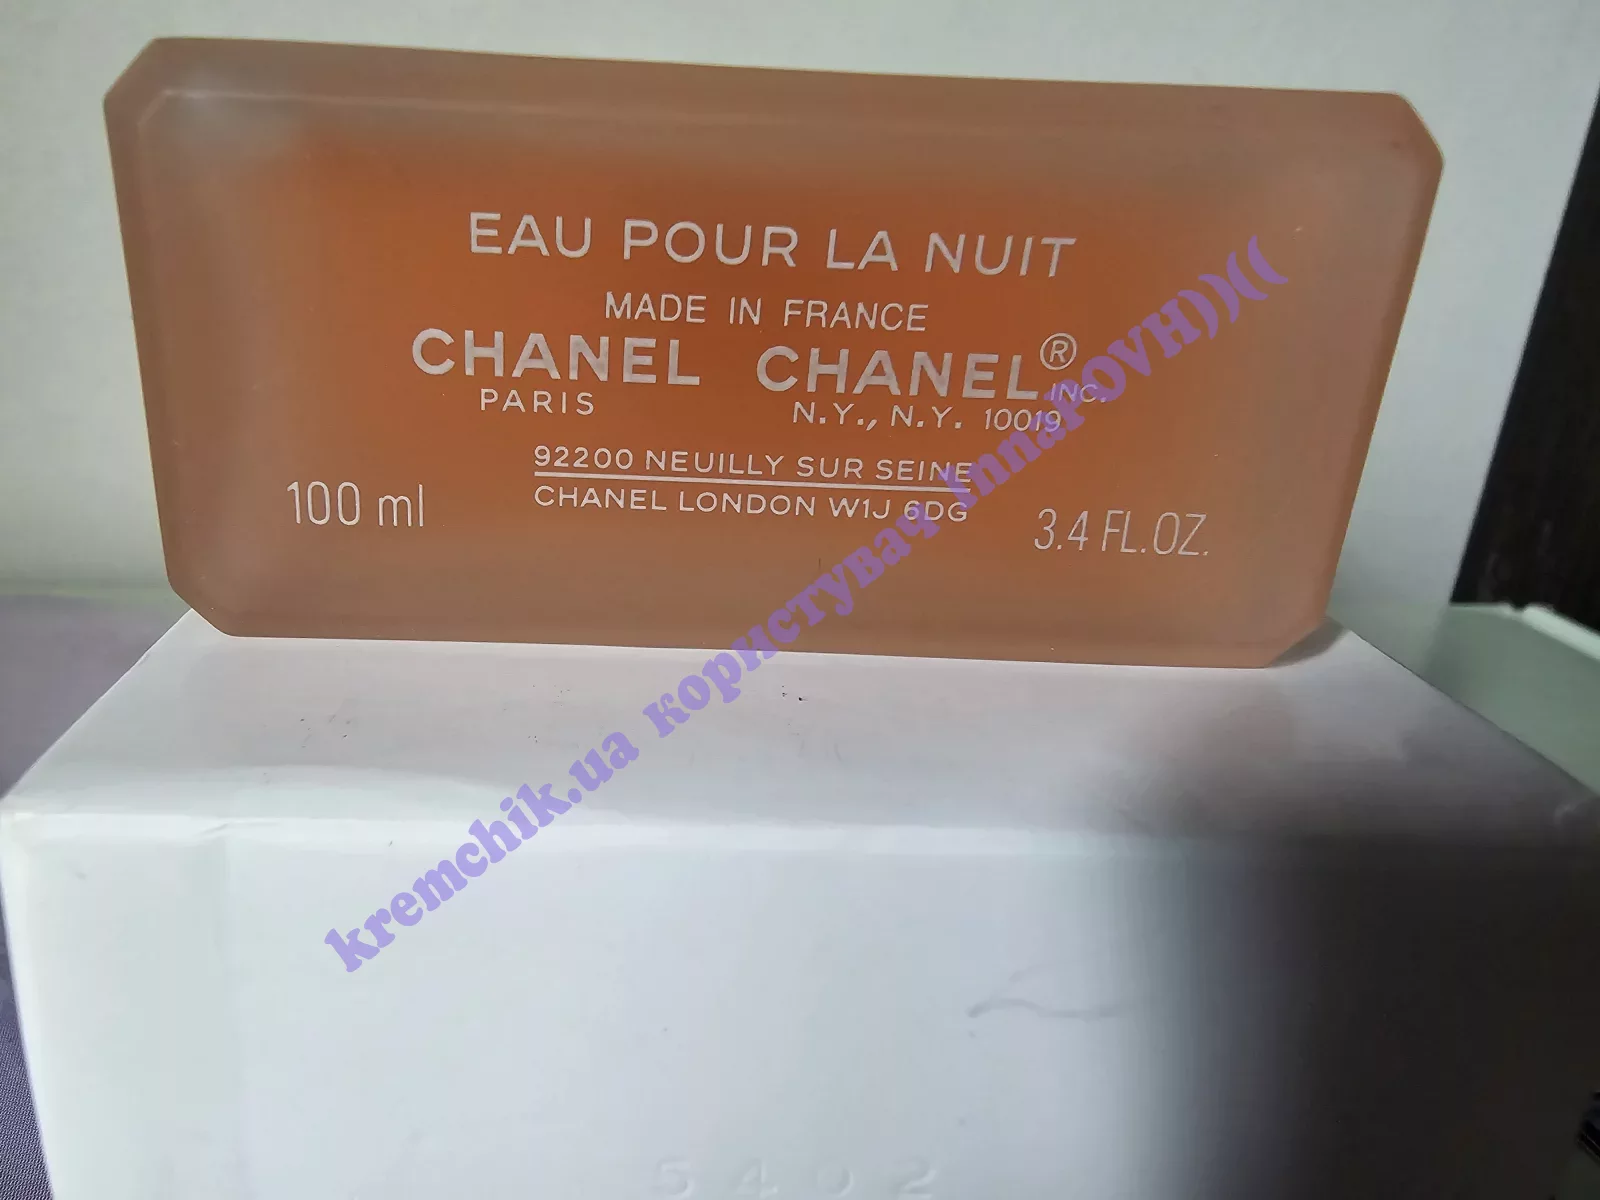 EAU POUR LA NUIT
MADE IN FRANCE
CHANEL CHANEL® INC.
PARIS N.Y., N.Y. 10019
92200 NEUILLY SUR SEINE
CHANEL LONDON W1J 6DG
100 ml 3.4 FL.OZ.
kremchik.ua користувач InnaPOVH))((
5402